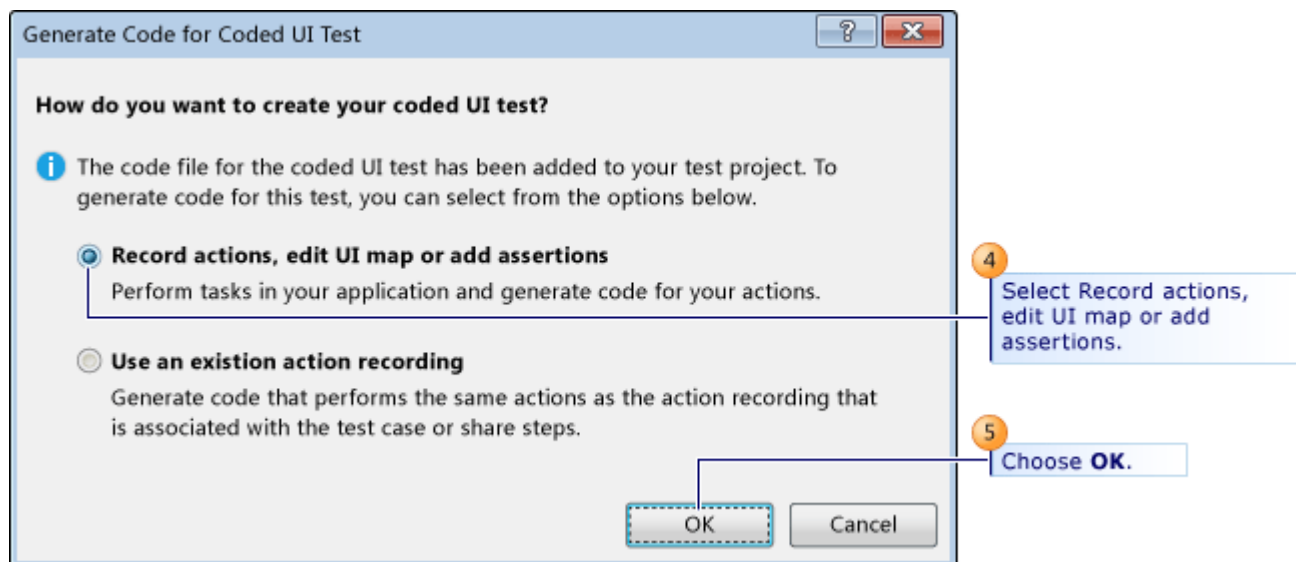 Generate Code for Coded UI Test
?
How do you want to create your coded UI test?
i
The code file for the coded UI test has been added to your test project. To
generate code for this test, you can select from the options below.
Record actions, edit UI map or add assertions
Perform tasks in your application and generate code for your actions.
4
Select Record actions,
edit UI map or add
assertions.
Use an existion action recording
Generate code that performs the same actions as the action recording that
is associated with the test case or share steps.
5
Choose OK.
OK
Cancel